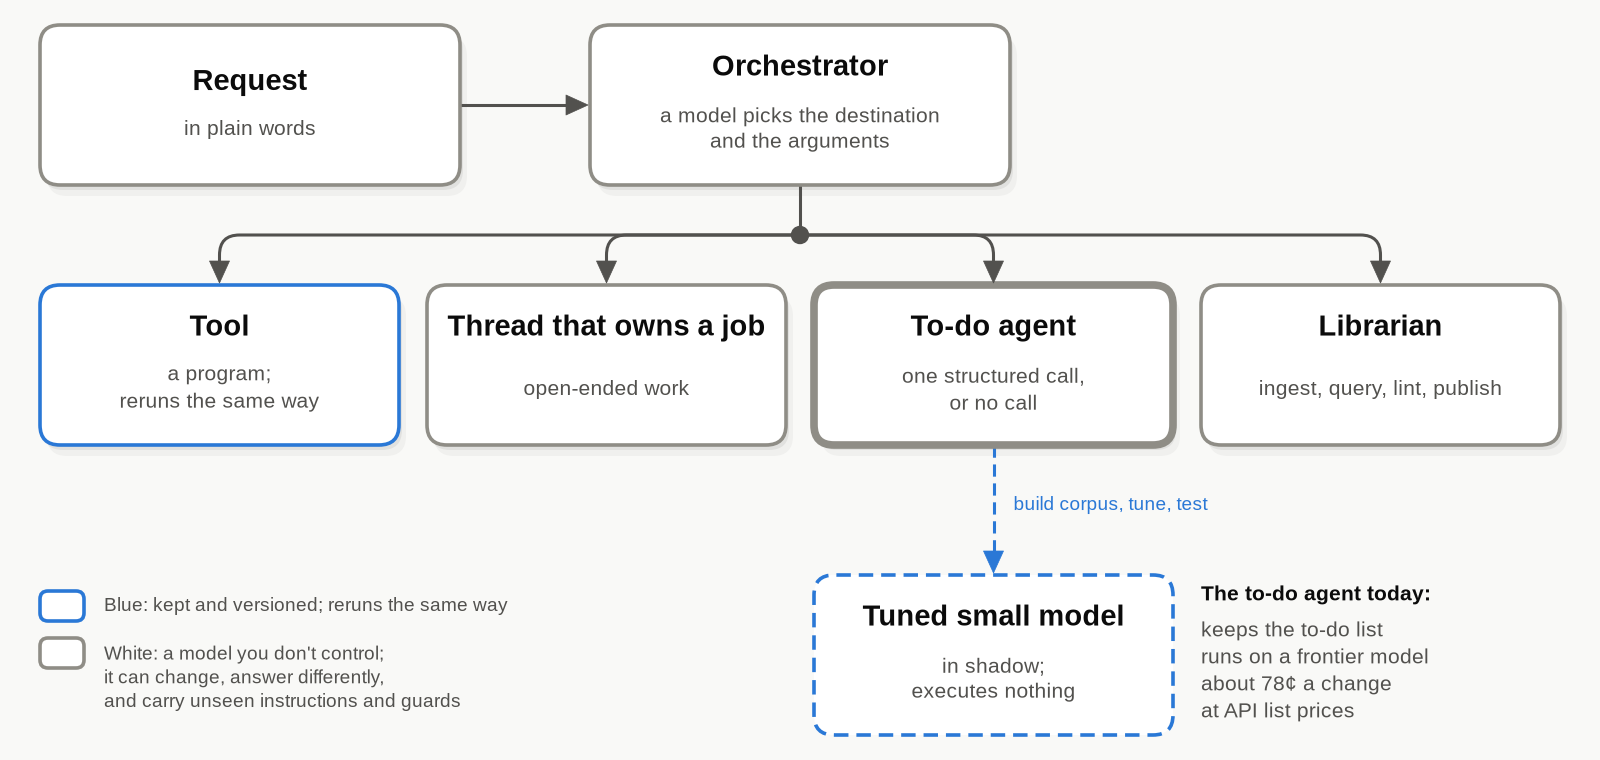 Request
in plain words
Orchestrator
a model picks the destination
and the arguments
Tool
a program;
reruns the same way
Thread that owns a job
open-ended work
To-do agent
one structured call,
or no call
Librarian
ingest, query, lint, publish
build corpus, tune, test
Tuned small model
in shadow;
executes nothing
The to-do agent today:
keeps the to-do list
runs on a frontier model
about 78¢ a change
at API list prices
Blue: kept and versioned; reruns the same way
White: a model you don't control;
it can change, answer differently,
and carry unseen instructions and guards